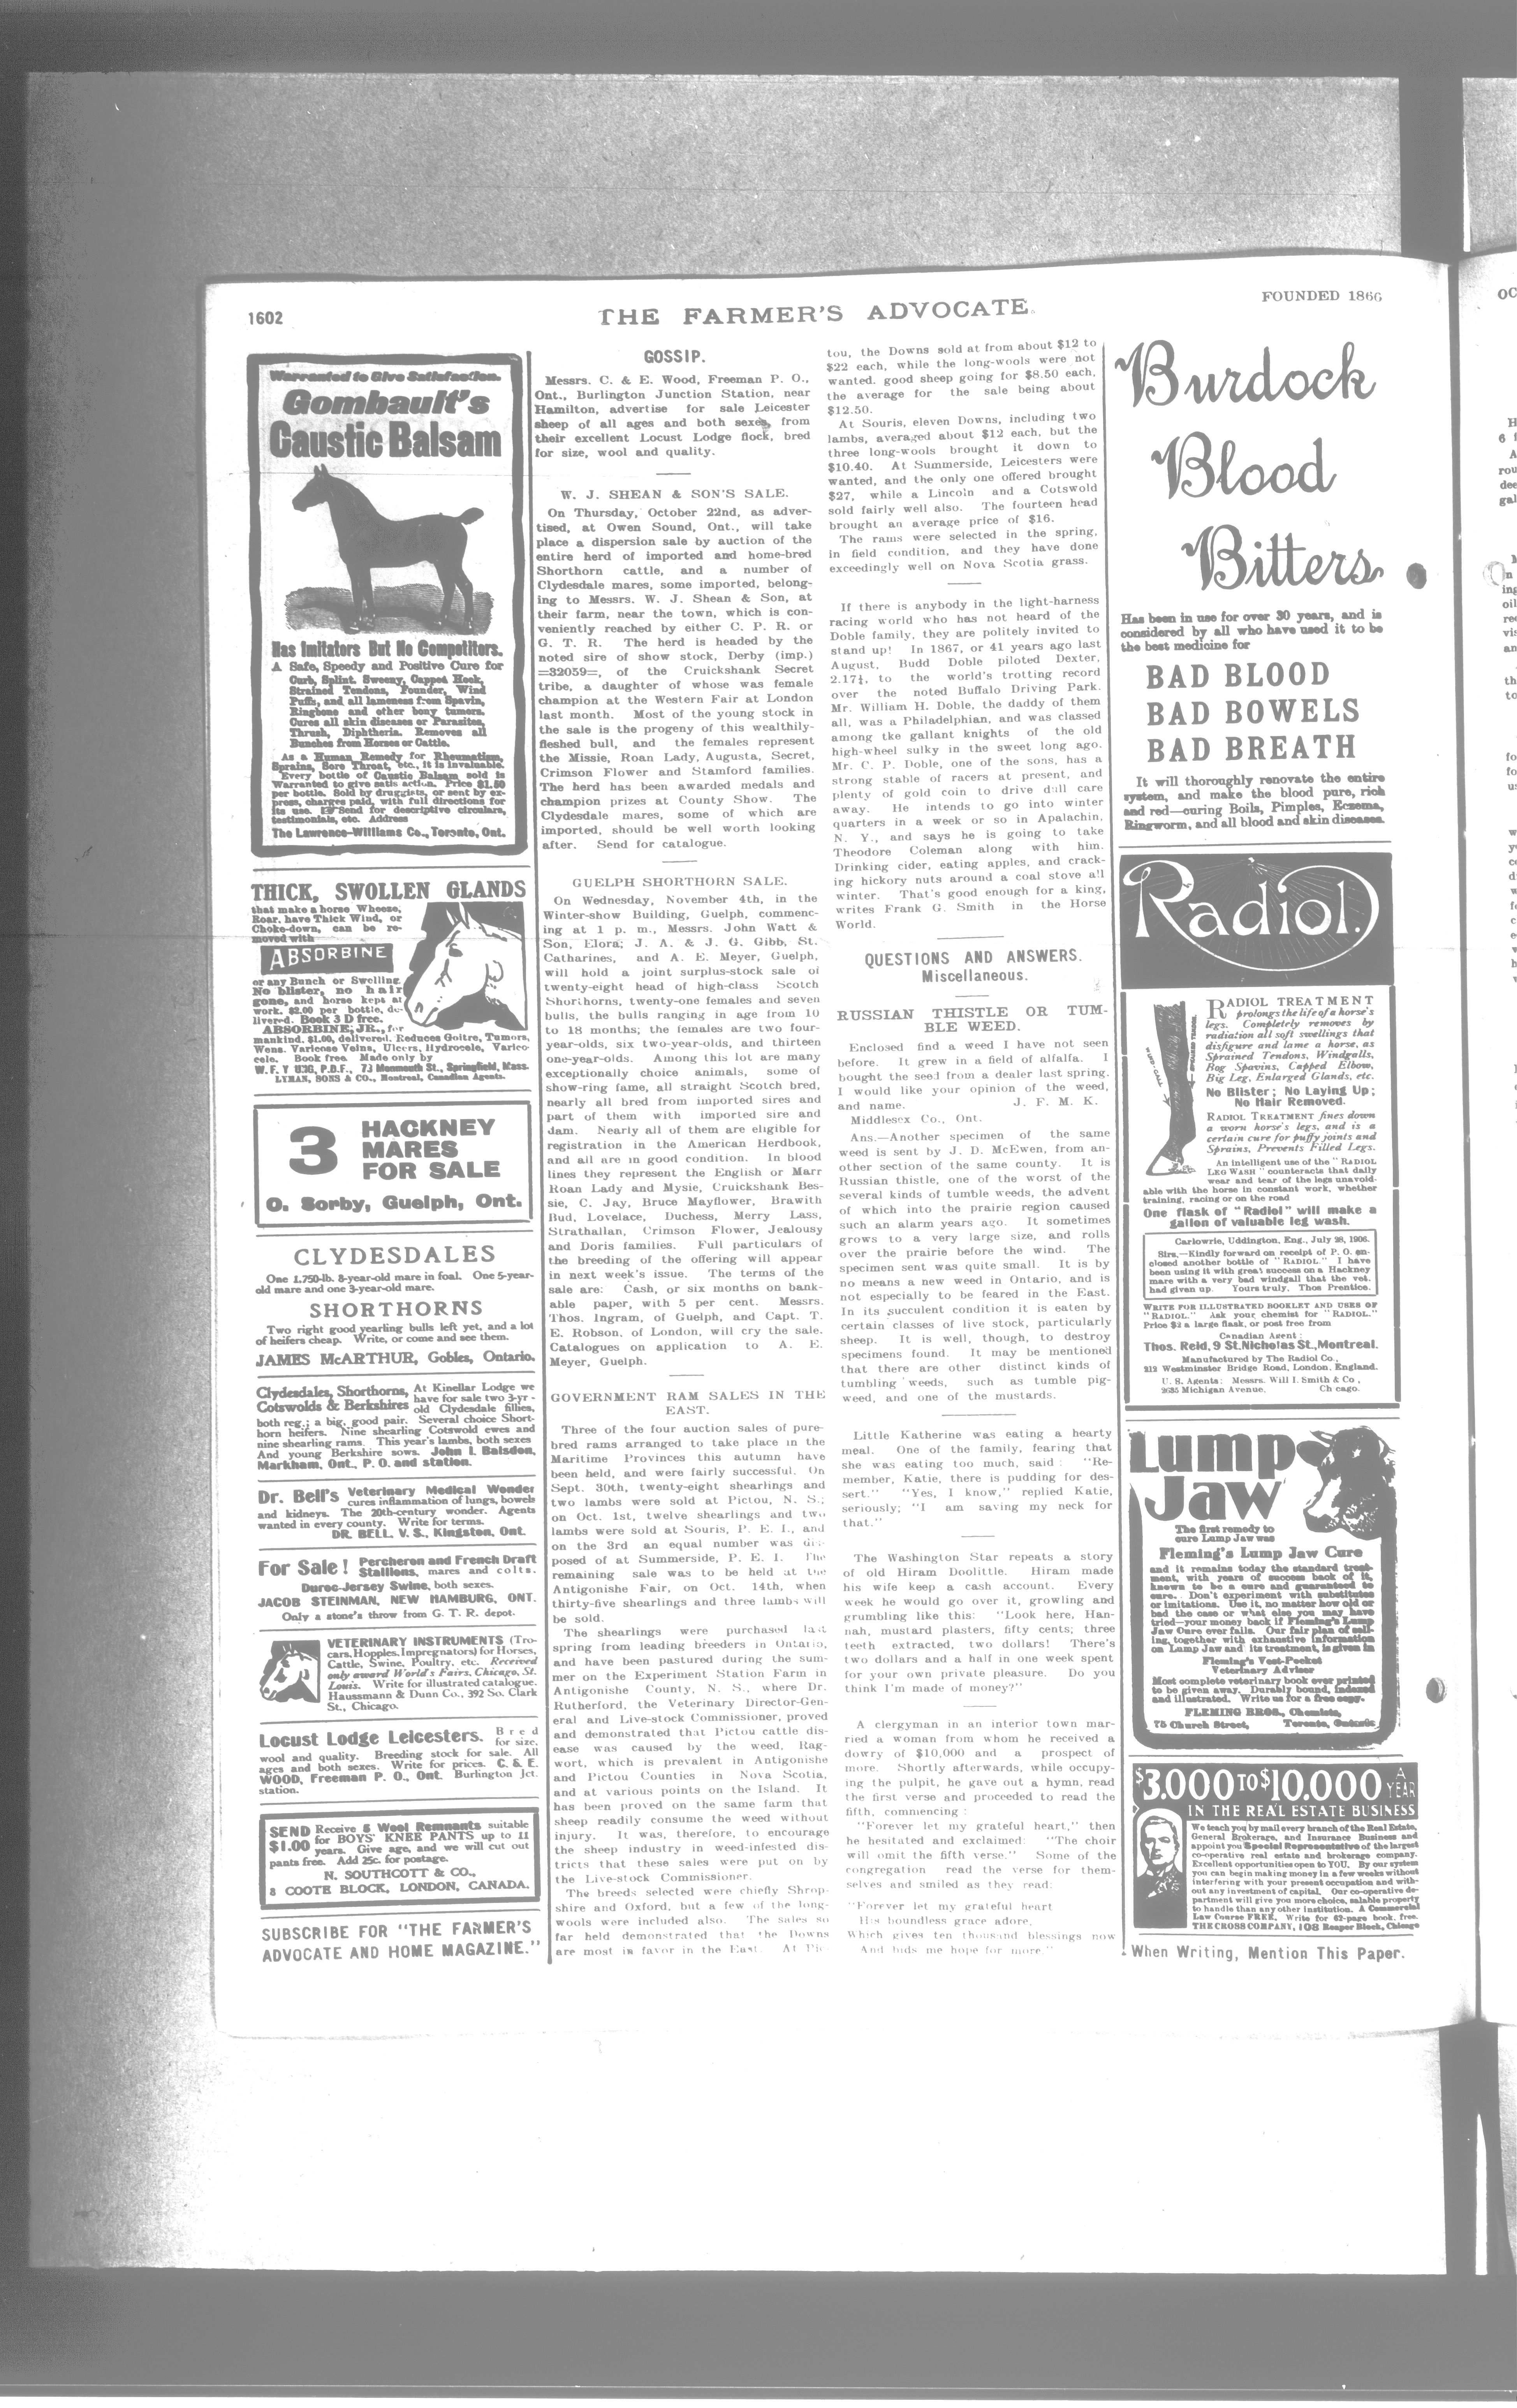 1602
THE FARMER'S ADVOCATE.
FOUNDED 1866
Warranted to Give Satisfaction.
Gombault's
Caustic Balsam
Has Imitators But No Competitors.
A Safe, Speedy and Positive Cure for
Curb, Splint, Sweeny, Capped Hock,
Strained Tendons, Founder, Wind
Puffs, and all lameness from Spavin,
Ringbone and other bony tumors.
Cures all skin diseases or Parasites,
Thrush, Diphtheria. Removes all
Bunches from Horses or Cattle.
As a Human Remedy for Rheumatism,
Sprains, Sore Throat, etc., it is invaluable.
Every bottle of Caustic Balsam sold is
Warranted to give satisfaction. Price $1.50
per bottle. Sold by druggists, or sent by ex-
press, charges paid, with full directions for
its use. Send for descriptive circulars,
testimonials, etc. Address
The Lawrence-Williams Co., Toronto, Ont.
THICK, SWOLLEN GLANDS
that make a horse Wheeze,
Roar, have Thick Wind, or
Choke-down, can be re-
moved with
ABSORBINE
or any Bunch or Swelling.
No blister, no hair
gone, and horse kept at
work. $2.00 per bottle, de-
livered. Book 3 D free.
ABSORBINE, JR., for
mankind, $1.00, delivered. Reduces Goitre, Tumors,
Wens, Varicose Veins, Ulcers, Hydrocele, Varico-
cele. Book free. Made only by
W. F. YOUNG, P.D.F., 73 Monmouth St., Springfield, Mass.
LYMAN, SONS & CO., Montreal, Canadian Agents.
3 HACKNEY
MARES
FOR SALE
O. Sorby, Guelph, Ont.
CLYDESDALES
One 1,750-lb. 8-year-old mare in foal. One 5-year-
old mare and one 3-year-old mare.
SHORTHORNS
Two right good yearling bulls left yet, and a lot
of heifers cheap. Write, or come and see them.
JAMES McARTHUR, Gobles, Ontario.
Clydesdales, Shorthorns, At Kinellar Lodge we
Cotswolds & Berkshires have for sale two 3-yr-
old Clydesdale fillies,
both reg.; a big, good pair. Several choice Short-
horn heifers. Nine shearling Cotswold ewes and
nine shearling rams. This year's lambs, both sexes
And young Berkshire sows. John I. Balsdon,
Markham, Ont., P. O. and station.
Dr. Bell's Veterinary Medical Wonder
cures inflammation of lungs, bowels
and kidneys. The 20th-century wonder. Agents
wanted in every county. Write for terms.
DR. BELL, V. S., Kingston, Ont.
For Sale! Percheron and French Draft
Stallions, mares and colts.
Duroc-Jersey Swine, both sexes.
JACOB STEINMAN, NEW HAMBURG, ONT.
Only a stone's throw from G. T. R. depot.
VETERINARY INSTRUMENTS (Tro-
cars, Hopples, Impregnators) for Horses,
Cattle, Swine, Poultry, etc. Received
only award World's Fairs, Chicago, St.
Louis. Write for illustrated catalogue.
Haussmann & Dunn Co., 392 So. Clark
St., Chicago.
Locust Lodge Leicesters. Bred
for size,
wool and quality. Breeding stock for sale. All
ages and both sexes. Write for prices. C. & E.
WOOD, Freeman P. O., Ont. Burlington Jct.
station.
SEND Receive 5 Wool Remnants suitable
$1.00 for BOYS' KNEE PANTS up to 11
years. Give age, and we will cut out
pants free. Add 25c. for postage.
N. SOUTHCOTT & CO.,
8 COOTE BLOCK, LONDON, CANADA.
SUBSCRIBE FOR "THE FARMER'S
ADVOCATE AND HOME MAGAZINE."
GOSSIP.
Messrs. C. & E. Wood, Freeman P. O.,
Ont., Burlington Junction Station, near
Hamilton, advertise for sale Leicester
sheep of all ages and both sexes, from
their excellent Locust Lodge flock, bred
for size, wool and quality.
W. J. SHEAN & SON'S SALE.
On Thursday, October 22nd, as adver-
tised, at Owen Sound, Ont., will take
place a dispersion sale by auction of the
entire herd of imported and home-bred
Shorthorn cattle, and a number of
Clydesdale mares, some imported, belong-
ing to Messrs. W. J. Shean & Son, at
their farm, near the town, which is con-
veniently reached by either C. P. R. or
G. T. R. The herd is headed by the
noted sire of show stock, Derby (imp.)
=32059=, of the Cruickshank Secret
tribe, a daughter of whose was female
champion at the Western Fair at London
last month. Most of the young stock in
the sale is the progeny of this wealthily-
fleshed bull, and the females represent
the Missie, Roan Lady, Augusta, Secret,
Crimson Flower and Stamford families.
The herd has been awarded medals and
champion prizes at County Show. The
Clydesdale mares, some of which are
imported, should be well worth looking
after. Send for catalogue.
GUELPH SHORTHORN SALE.
On Wednesday, November 4th, in the
Winter-show Building, Guelph, commenc-
ing at 1 p. m., Messrs. John Watt &
Son, Elora; J. A. & J. G. Gibb, St.
Catharines, and A. E. Meyer, Guelph,
will hold a joint surplus-stock sale of
twenty-eight head of high-class Scotch
Shorthorns, twenty-one females and seven
bulls, the bulls ranging in age from 10
to 18 months; the females are two four-
year-olds, six two-year-olds, and thirteen
one-year-olds. Among this lot are many
exceptionally choice animals, some of
show-ring fame, all straight Scotch bred,
nearly all bred from imported sires and
part of them with imported sire and
dam. Nearly all of them are eligible for
registration in the American Herdbook,
and all are in good condition. In blood
lines they represent the English or Marr
Roan Lady and Mysie, Cruickshank Bes-
sie, C. Jay, Bruce Mayflower, Brawith
Bud, Lovelace, Duchess, Merry Lass,
Strathallan, Crimson Flower, Jealousy
and Doris families. Full particulars of
the breeding of the offering will appear
in next week's issue. The terms of the
sale are: Cash, or six months on bank-
able paper, with 5 per cent. Messrs.
Thos. Ingram, of Guelph, and Capt. T.
E. Robson, of London, will cry the sale.
Catalogues on application to A. E.
Meyer, Guelph.
GOVERNMENT RAM SALES IN THE
EAST.
Three of the four auction sales of pure-
bred rams arranged to take place in the
Maritime Provinces this autumn have
been held, and were fairly successful. On
Sept. 30th, twenty-eight shearlings and
two lambs were sold at Pictou, N. S.;
on Oct. 1st, twelve shearlings and two
lambs were sold at Souris, P. E. I., and
on the 3rd an equal number was dis-
posed of at Summerside, P. E. I. The
remaining sale was to be held at the
Antigonishe Fair, on Oct. 14th, when
thirty-five shearlings and three lambs will
be sold.
The shearlings were purchased last
spring from leading breeders in Ontario,
and have been pastured during the sum-
mer on the Experiment Station Farm in
Antigonishe County, N. S., where Dr.
Rutherford, the Veterinary Director-Gen-
eral and Live-stock Commissioner, proved
and demonstrated that Pictou cattle dis-
ease was caused by the weed, Rag-
wort, which is prevalent in Antigonishe
and Pictou Counties in Nova Scotia,
and at various points on the Island. It
has been proved on the same farm that
sheep readily consume the weed without
injury. It was, therefore, to encourage
the sheep industry in weed-infested dis-
tricts that these sales were put on by
the Live-stock Commissioner.
The breeds selected were chiefly Shrop-
shire and Oxford, but a few of the long-
wools were included also. The sales so
far held demonstrated that the Downs
are most in favor in the East. At Pic-
tou, the Downs sold at from about $12 to
$22 each, while the long-wools were not
wanted, good sheep going for $8.50 each,
the average for the sale being about
$12.50.
At Souris, eleven Downs, including two
lambs, averaged about $12 each, but the
three long-wools brought it down to
$10.40. At Summerside, Leicesters were
wanted, and the only one offered brought
$27, while a Lincoln and a Cotswold
sold fairly well also. The fourteen head
brought an average price of $16.
The rams were selected in the spring,
in field condition, and they have done
exceedingly well on Nova Scotia grass.
If there is anybody in the light-harness
racing world who has not heard of the
Doble family, they are politely invited to
stand up! In 1867, or 41 years ago last
August, Budd Doble piloted Dexter,
2.17¼, to the world's trotting record
over the noted Buffalo Driving Park.
Mr. William H. Doble, the daddy of them
all, was a Philadelphian, and was classed
among the gallant knights of the old
high-wheel sulky in the sweet long ago.
Mr. C. P. Doble, one of the sons, has a
strong stable of racers at present, and
plenty of gold coin to drive dull care
away. He intends to go into winter
quarters in a week or so in Apalachin,
N. Y., and says he is going to take
Theodore Coleman along with him.
Drinking cider, eating apples, and crack-
ing hickory nuts around a coal stove all
winter. That's good enough for a king,
writes Frank G. Smith in the Horse
World.
QUESTIONS AND ANSWERS.
Miscellaneous.
RUSSIAN THISTLE OR TUM-
BLE WEED.
Enclosed find a weed I have not seen
before. It grew in a field of alfalfa. I
bought the seed from a dealer last spring.
I would like your opinion of the weed,
and name. J. F. M. K.
Middlesex Co., Ont.
Ans.—Another specimen of the same
weed is sent by J. D. McEwen, from an-
other section of the same county. It is
Russian thistle, one of the worst of the
several kinds of tumble weeds, the advent
of which into the prairie region caused
such an alarm years ago. It sometimes
grows to a very large size, and rolls
over the prairie before the wind. The
specimen sent was quite small. It is by
no means a new weed in Ontario, and is
not especially to be feared in the East.
In its succulent condition it is eaten by
certain classes of live stock, particularly
sheep. It is well, though, to destroy
specimens found. It may be mentioned
that there are other distinct kinds of
tumbling weeds, such as tumble pig-
weed, and one of the mustards.
Little Katherine was eating a hearty
meal. One of the family, fearing that
she was eating too much, said: "Re-
member, Katie, there is pudding for des-
sert." "Yes, I know," replied Katie,
seriously; "I am saving my neck for
that."
The Washington Star repeats a story
of old Hiram Doolittle. Hiram made
his wife keep a cash account. Every
week he would go over it, growling and
grumbling like this: "Look here, Han-
nah, mustard plasters, fifty cents; three
teeth extracted, two dollars! There's
two dollars and a half in one week spent
for your own private pleasure. Do you
think I'm made of money?"
A clergyman in an interior town mar-
ried a woman from whom he received a
dowry of $10,000 and a prospect of
more. Shortly afterwards, while occupy-
ing the pulpit, he gave out a hymn, read
the first verse and proceeded to read the
fifth, commencing:
"Forever let my grateful heart," then
he hesitated and exclaimed: "The choir
will omit the fifth verse." Some of the
congregation read the verse for them-
selves and smiled as they read:
"Forever let my grateful heart
His boundless grace adore,
Which gives ten thousand blessings now
And bids me hope for more."
Burdock
Blood
Bitters
Has been in use for over 30 years, and is
considered by all who have used it to be
the best medicine for
BAD BLOOD
BAD BOWELS
BAD BREATH
It will thoroughly renovate the entire
system, and make the blood pure, rich
and red—curing Boils, Pimples, Eczema,
Ringworm, and all blood and skin diseases.
Radiol.
RADIOL TREATMENT
prolongs the life of a horse's
legs. Completely removes by
radiation all soft swellings that
disfigure and lame a horse, as
Sprained Tendons, Windgalls,
Bog Spavins, Capped Elbow,
Big Leg, Enlarged Glands, etc.
No Blister; No Laying Up;
No Hair Removed.
RADIOL TREATMENT fines down
a worn horse's legs, and is a
certain cure for puffy joints and
Sprains, Prevents Filled Legs.
An intelligent use of the "RADIOL
LEG WASH" counteracts that daily
wear and tear of the legs unavoid-
able with the horse in constant work, whether
training, racing or on the road
One flask of "Radiol" will make a
gallon of valuable leg wash.
Carlowrie, Uddington, Eng., July 28, 1906.
Sirs,—Kindly forward on receipt of P. O. en-
closed another bottle of "RADIOL." I have
been using it with great success on a Hackney
mare with a very bad windgall that the vet.
had given up. Yours truly, Thos Prentice.
WRITE FOR ILLUSTRATED BOOKLET AND USES OF
"RADIOL." Ask your chemist for "RADIOL."
Price $2 a large flask, or post free from
Canadian Agent:
Thos. Reid, 9 St. Nicholas St., Montreal.
Manufactured by The Radiol Co.,
212 Westminster Bridge Road, London, England.
U. S. Agents: Messrs. Will I. Smith & Co,
2635 Michigan Avenue, Chicago.
Lump
Jaw
The first remedy to
cure Lump Jaw was
Fleming's Lump Jaw Cure
and it remains today the standard treat-
ment, with years of success back of it,
known to be a cure and guaranteed to
cure. Don't experiment with substitutes
or imitations. Use it, no matter how old or
bad the case or what else you may have
tried—your money back if Fleming's Lump
Jaw Cure ever fails. Our fair plan of sell-
ing, together with exhaustive information
on Lump Jaw and its treatment, is given in
Fleming's Vest-Pocket
Veterinary Adviser
Most complete veterinary book ever printed
to be given away. Durably bound, indexed
and illustrated. Write us for a free copy.
FLEMING BROS., Chemists,
75 Church Street, Toronto, Ontario
$3.000 TO $10.000 A YEAR
IN THE REAL ESTATE BUSINESS
We teach you by mail every branch of the Real Estate,
General Brokerage, and Insurance Business and
appoint you Special Representative of the largest
co-operative real estate and brokerage company.
Excellent opportunities open to YOU. By our system
you can begin making money in a few weeks without
interfering with your present occupation and with-
out any investment of capital. Our co-operative de-
partment will give you more choice, salable property
to handle than any other institution. A Commercial
Law Course FREE. Write for 62-page book, free.
THE CROSS COMPANY, 108 Reaper Block, Chicago
When Writing, Mention This Paper.